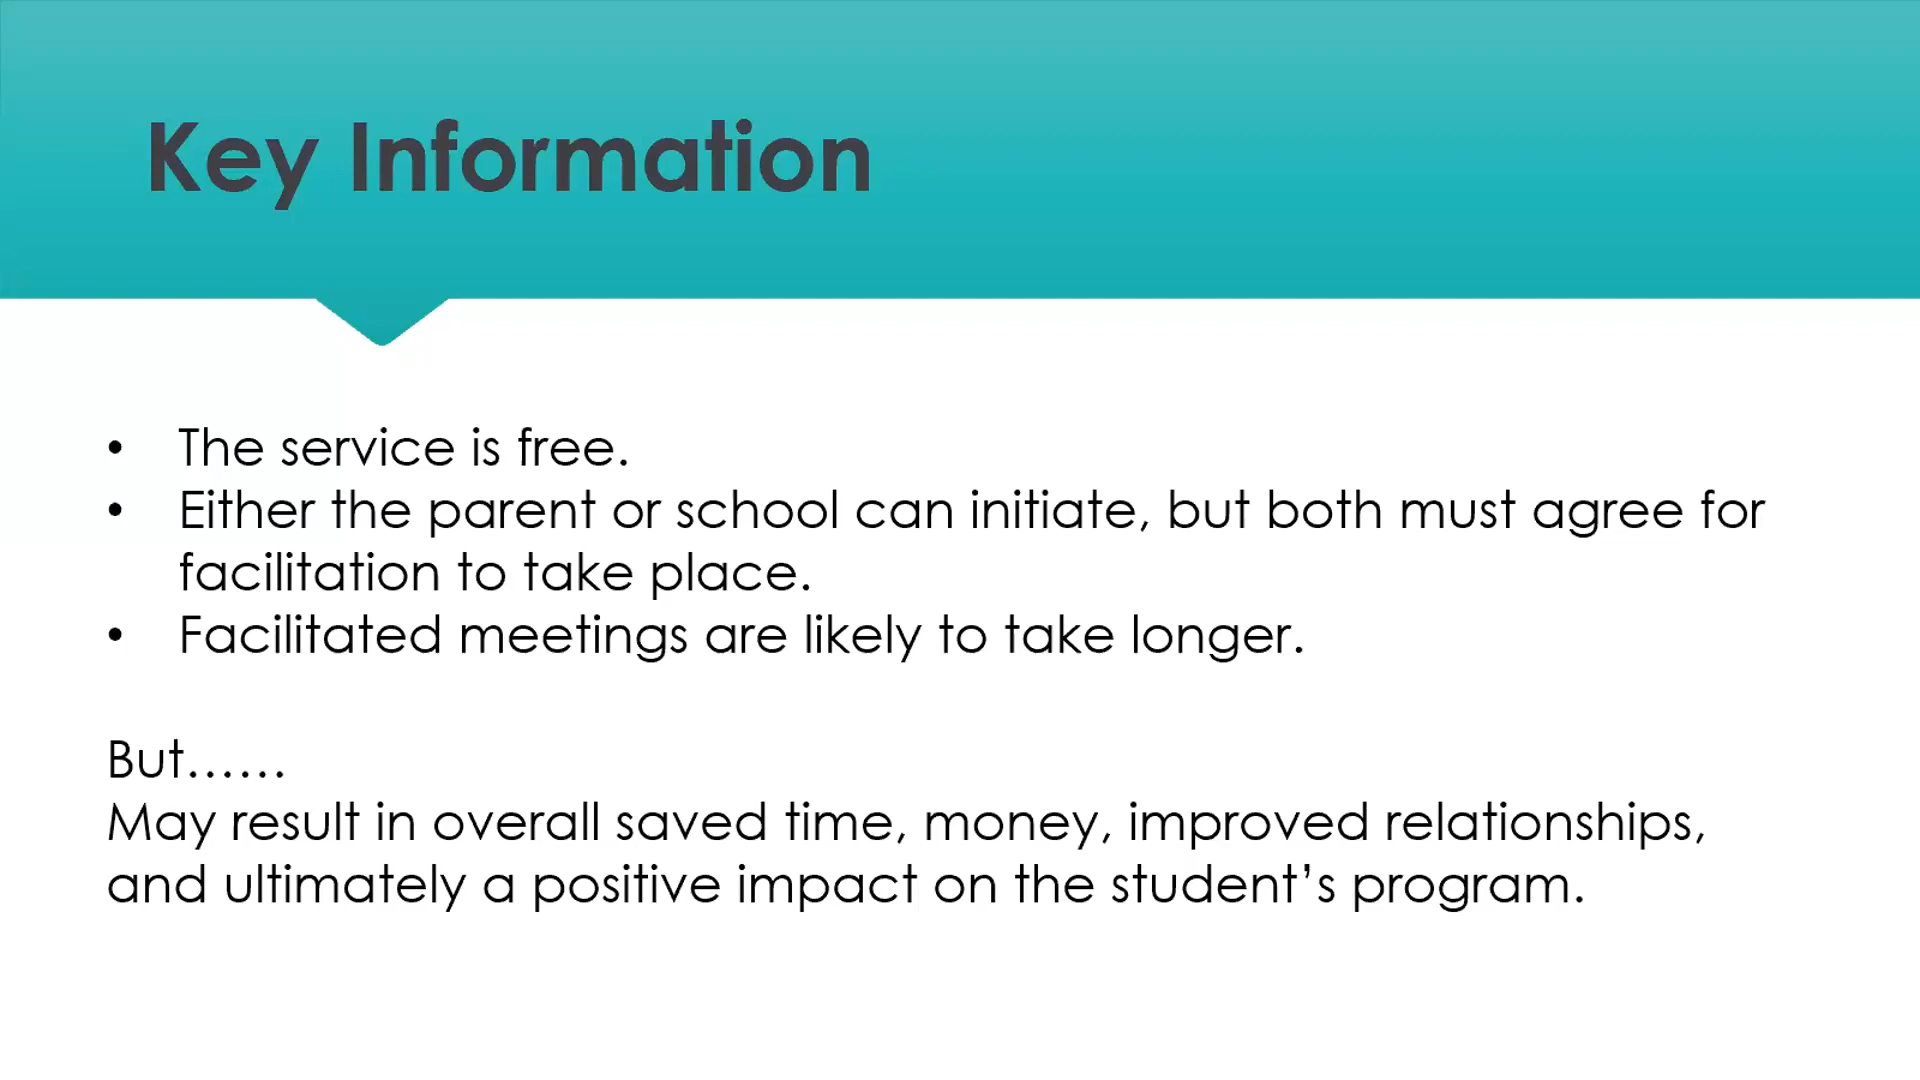 Key Information
• The service is free.
• Either the parent or school can initiate, but both must agree for
facilitation to take place.
• Facilitated meetings are likely to take longer.
But……
May result in overall saved time, money, improved relationships,
and ultimately a positive impact on the student’s program.